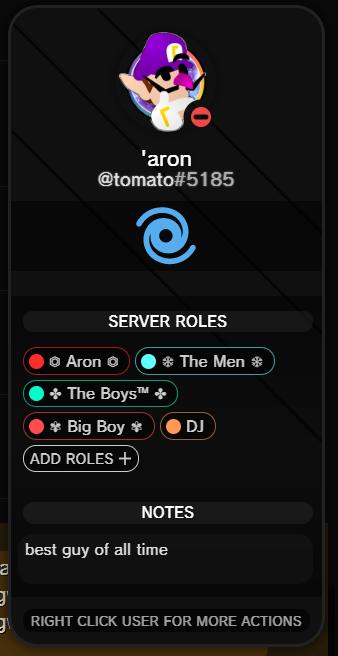 'aron
@tomato#5185
SERVER ROLES
۞ Aron ۞
❄ The Men ❄
✤ The Boys™ ✤
✾ Big Boy ✾
DJ
ADD ROLES +
NOTES
best guy of all time
RIGHT CLICK USER FOR MORE ACTIONS